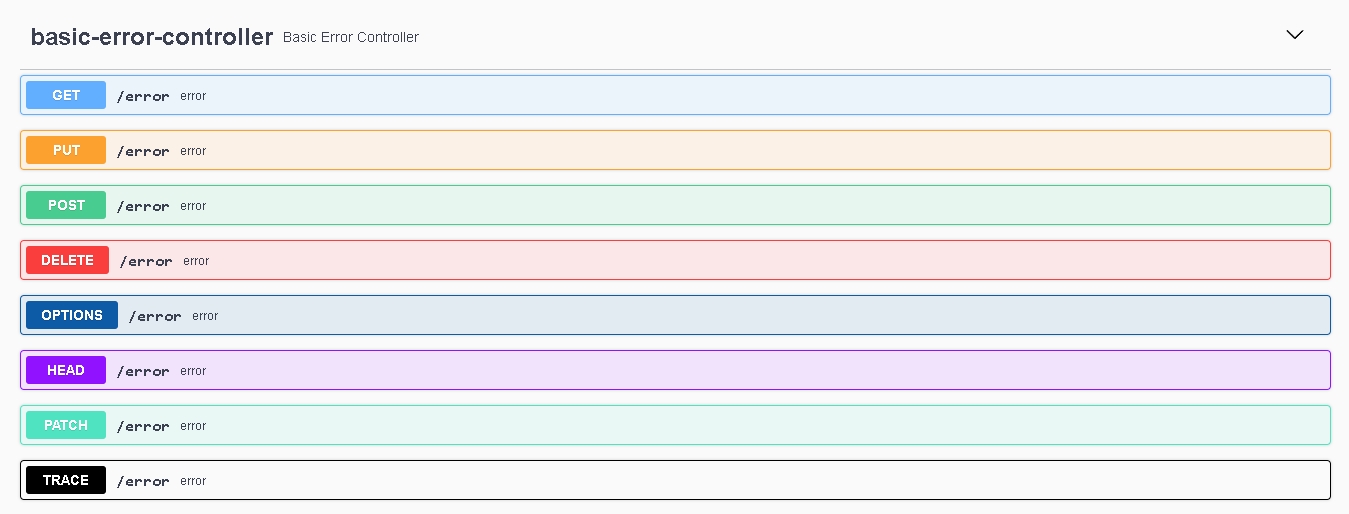 basic-error-controller Basic Error Controller
GET /error error
PUT /error error
POST /error error
DELETE /error error
OPTIONS /error error
HEAD /error error
PATCH /error error
TRACE /error error